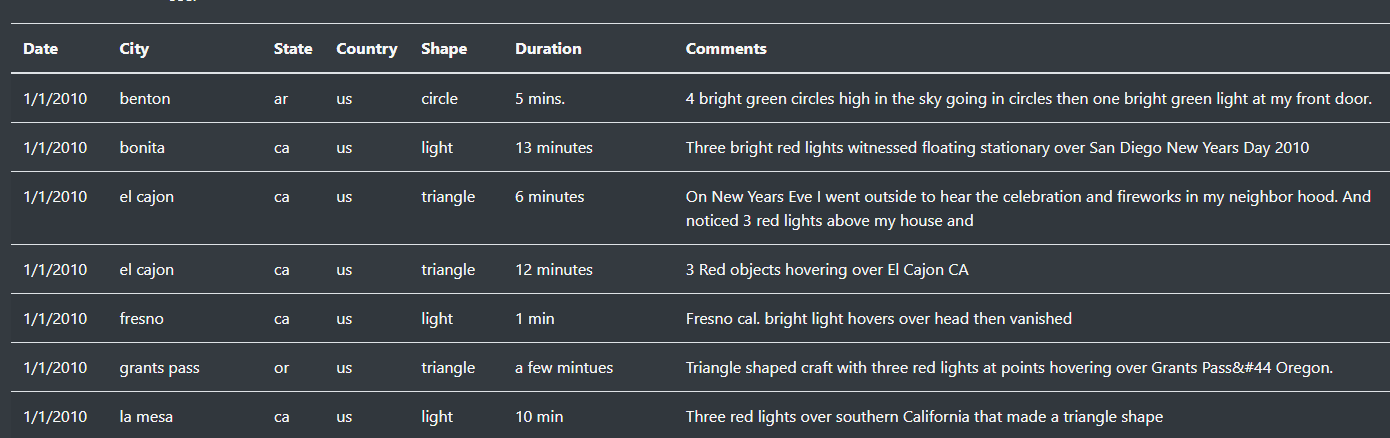 Date City State Country Shape Duration Comments
1/1/2010 benton ar us circle 5 mins. 4 bright green circles high in the sky going in circles then one bright green light at my front door.
1/1/2010 bonita ca us light 13 minutes Three bright red lights witnessed floating stationary over San Diego New Years Day 2010
1/1/2010 el cajon ca us triangle 6 minutes On New Years Eve I went outside to hear the celebration and fireworks in my neighbor hood. And
noticed 3 red lights above my house and
1/1/2010 el cajon ca us triangle 12 minutes 3 Red objects hovering over El Cajon CA
1/1/2010 fresno ca us light 1 min Fresno cal. bright light hovers over head then vanished
1/1/2010 grants pass or us triangle a few mintues Triangle shaped craft with three red lights at points hovering over Grants Pass&#44 Oregon.
1/1/2010 la mesa ca us light 10 min Three red lights over southern California that made a triangle shape